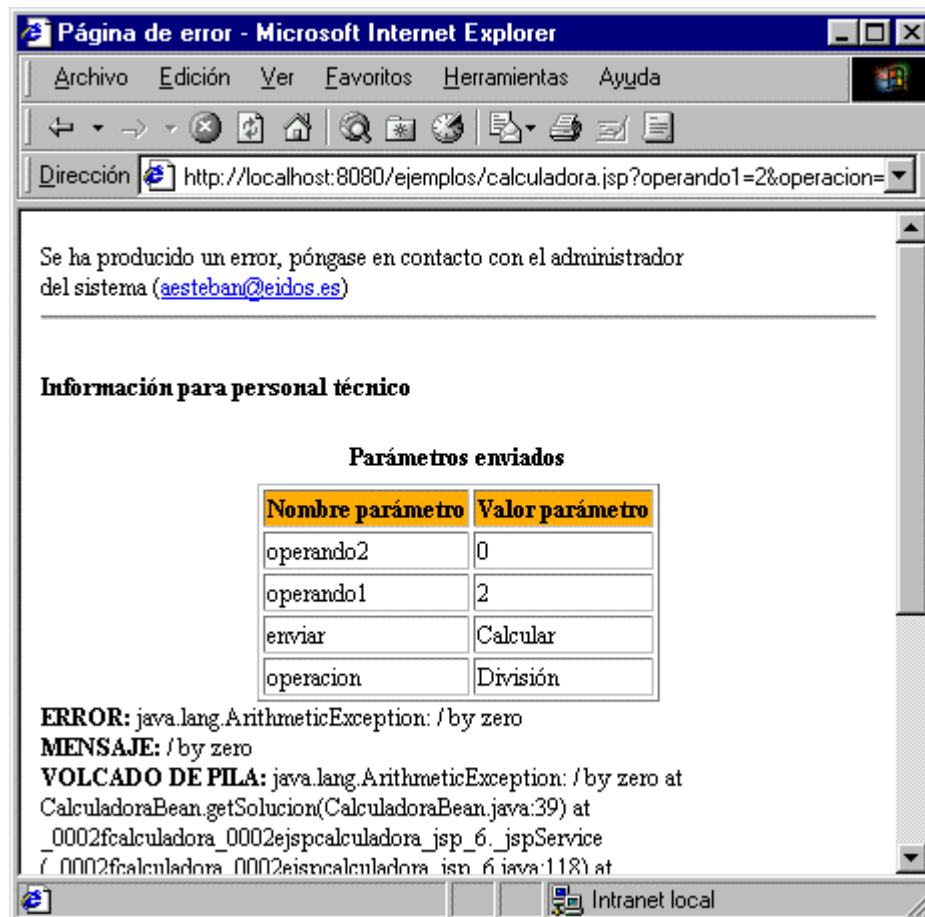 Página de error - Microsoft Internet Explorer
Archivo Edición Ver Favoritos Herramientas Ayuda
Dirección http://localhost:8080/ejemplos/calculadora.jsp?operando1=2&operacion=
Se ha producido un error, póngase en contacto con el administrador
del sistema (aesteban@eidos.es)
Información para personal técnico
Parámetros enviados
Nombre parámetro Valor parámetro
operando2 0
operando1 2
enviar Calcular
operacion División
ERROR: java.lang.ArithmeticException: / by zero
MENSAJE: / by zero
VOLCADO DE PILA: java.lang.ArithmeticException: / by zero at
CalculadoraBean.getSolucion(CalculadoraBean.java:39) at
_0002fcalculadora_0002ejspcalculadora_jsp_6._jspService
(_0002fcalculadora_0002ejspcalculadora_jsp_6.java:118) at
Intranet local